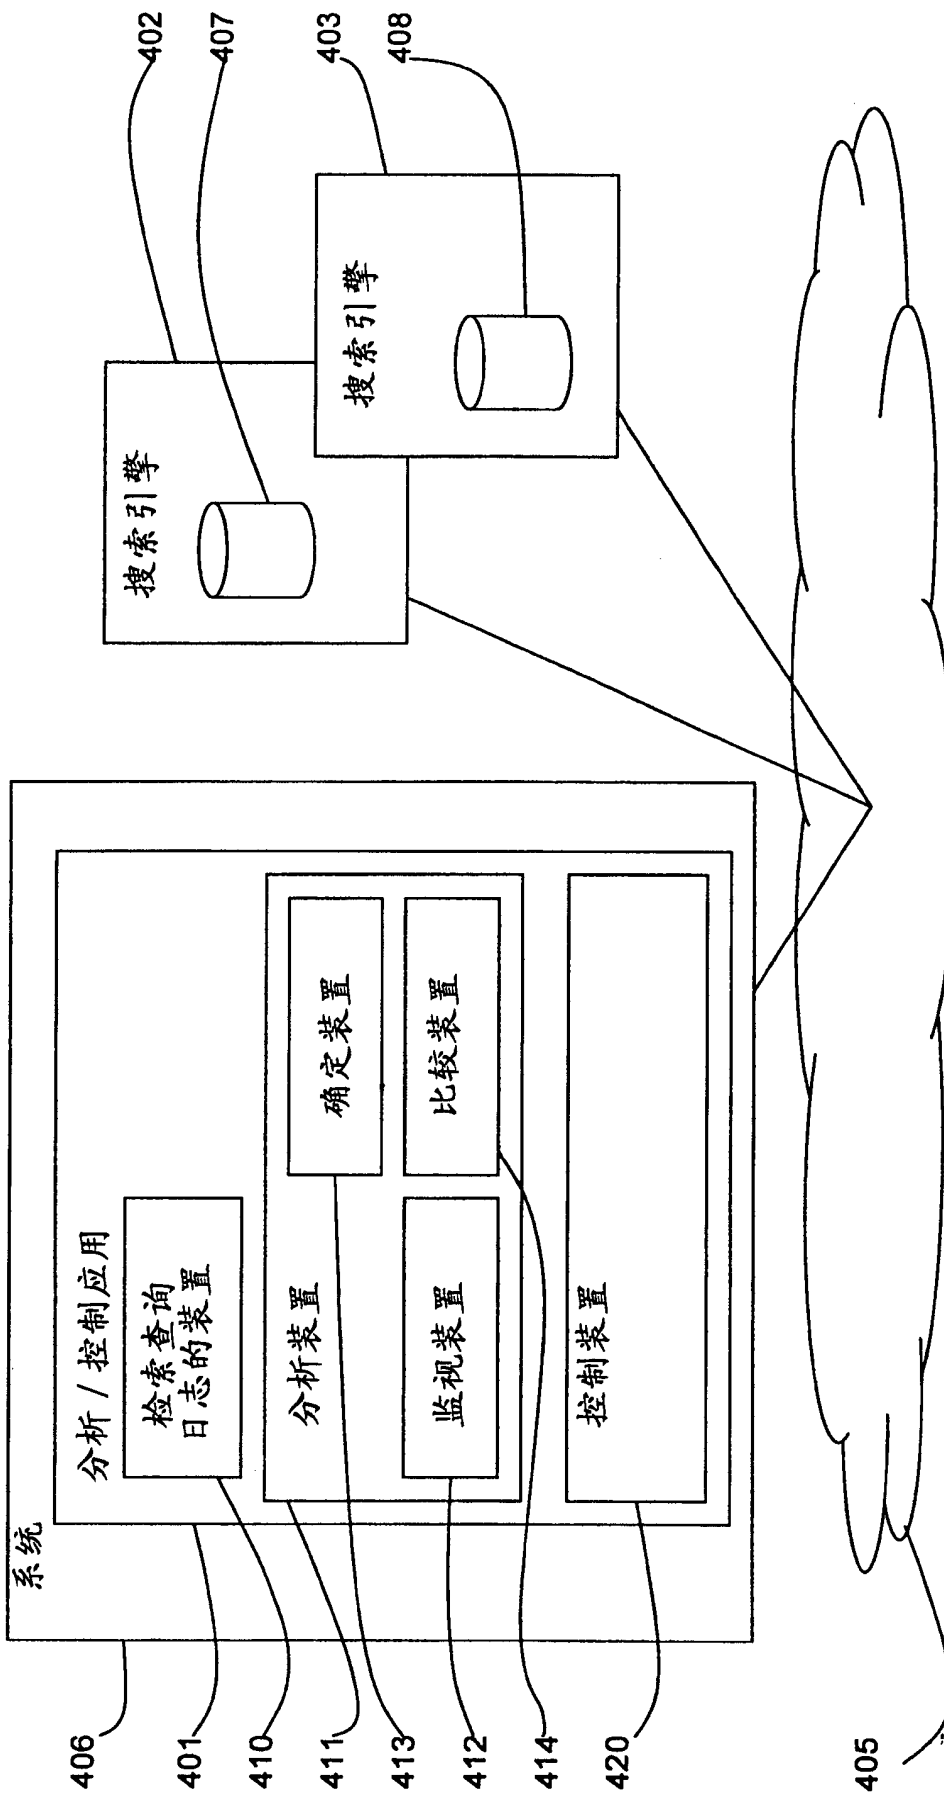 系统
分析/控制应用
检索查询
日志的装置
分析装置
确定装置
监视装置
比较装置
控制装置
搜索引擎
搜索引擎
406
401
410
411
413
412
414
420
405
402
407
403
408